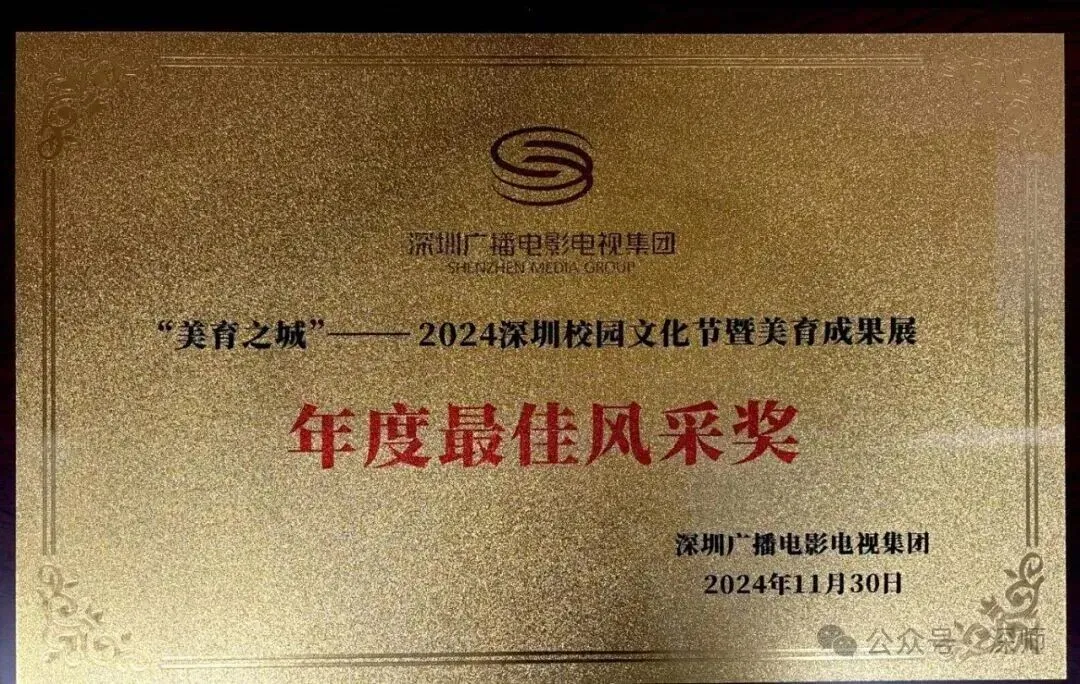 深圳广播电影电视集团
SHENZHEN MEDIA GROUP
“美育之城”——2024深圳校园文化节暨美育成果展
年度最佳风采奖
深圳广播电影电视集团
2024年11月30日
公众号 深师